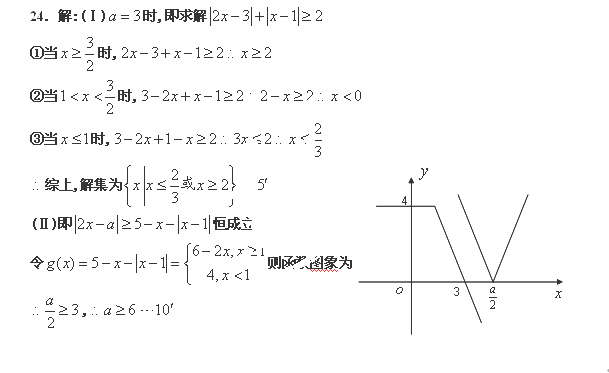 24．解:(Ⅰ) a = 3时, 即求解 |2x−3|+|x−1| ≥ 2
①当 x ≥ 3/2 时, 2x−3+x−1≥2∴ x≥2
②当1<x<3/2时, 3−2x+x−1≥2∴ 2−x≥2∴ x<0
③当 x≤1时, 3−2x+1−x≥2∴ 3x≤2∴ x≤2/3
∴综上,解集为{x|x≤2/3或x≥2} 5′
(Ⅱ)即|2x−a|≥5−x−|x−1|恒成立
令g(x)=5−x−|x−1|={6−2x, x≥1 4, x<1 则函数图象为
∴ a/2≥3 ,∴ a≥6 ⋯10′
y
4
O 3 a/2 x